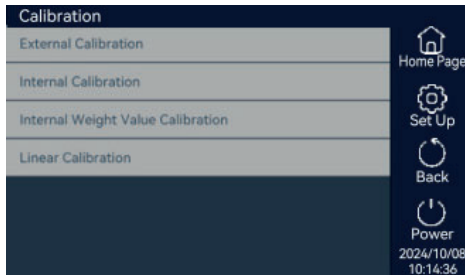 Calibration
External Calibration
Internal Calibration
Internal Weight Value Calibration
Linear Calibration
Home Page
Set Up
Back
Power
2024/10/08
10:14:36